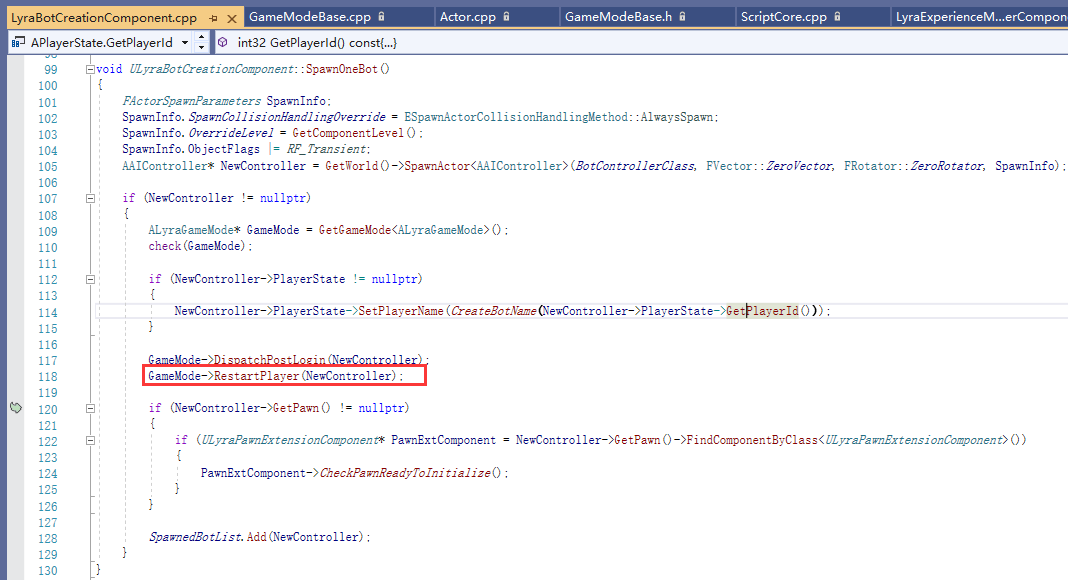 LyraBotCreationComponent.cpp GameModeBase.cpp Actor.cpp GameModeBase.h ScriptCore.cpp LyraExperienceM...erCompon
APlayerState.GetPlayerId int32 GetPlayerId() const{...}
99 void ULyraBotCreationComponent::SpawnOneBot()
100 {
101 FActorSpawnParameters SpawnInfo;
102 SpawnInfo.SpawnCollisionHandlingOverride = ESpawnActorCollisionHandlingMethod::AlwaysSpawn;
103 SpawnInfo.OverrideLevel = GetComponentLevel();
104 SpawnInfo.ObjectFlags |= RF_Transient;
105 AAIController* NewController = GetWorld()->SpawnActor<AAIController>(BotControllerClass, FVector::ZeroVector, FRotator::ZeroRotator, SpawnInfo);
106
107 if (NewController != nullptr)
108 {
109 ALyraGameMode* GameMode = GetGameMode<ALyraGameMode>();
110 check(GameMode);
111
112 if (NewController->PlayerState != nullptr)
113 {
114 NewController->PlayerState->SetPlayerName(CreateBotName(NewController->PlayerState->GetPlayerId()));
115 }
116
117 GameMode->DispatchPostLogin(NewController);
118 GameMode->RestartPlayer(NewController);
119
120 if (NewController->GetPawn() != nullptr)
121 {
122 if (ULyraPawnExtensionComponent* PawnExtComponent = NewController->GetPawn()->FindComponentByClass<ULyraPawnExtensionComponent>())
123 {
124 PawnExtComponent->CheckPawnReadyToInitialize();
125 }
126 }
127
128 SpawnedBotList.Add(NewController);
129 }
130 }